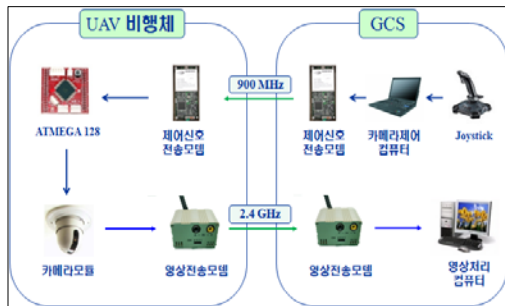 UAV 비행체
GCS
900 MHz
ATMEGA 128
제어신호
전송모뎀
제어신호
전송모뎀
카메라제어
컴퓨터
Joystick
2.4 GHz
카메라모듈
영상전송모뎀
영상전송모뎀
영상처리
컴퓨터